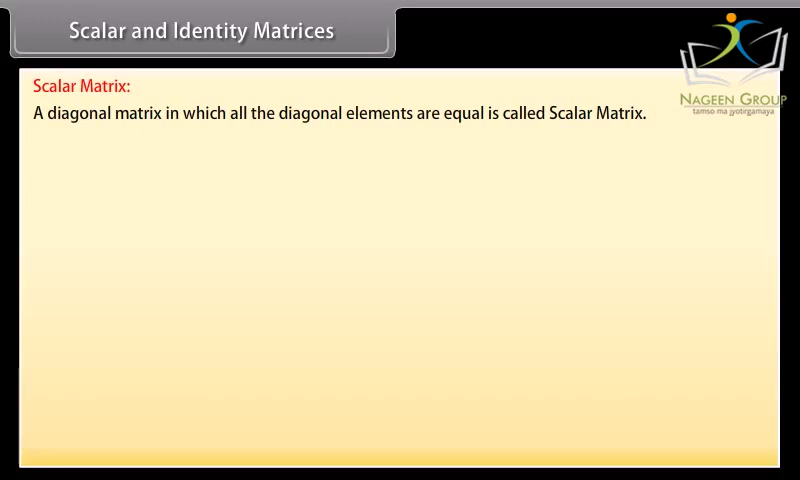 Scalar and Identity Matrices
NAGEEN GROUP
tamso ma jyotirgamaya
Scalar Matrix:
A diagonal matrix in which all the diagonal elements are equal is called Scalar Matrix.